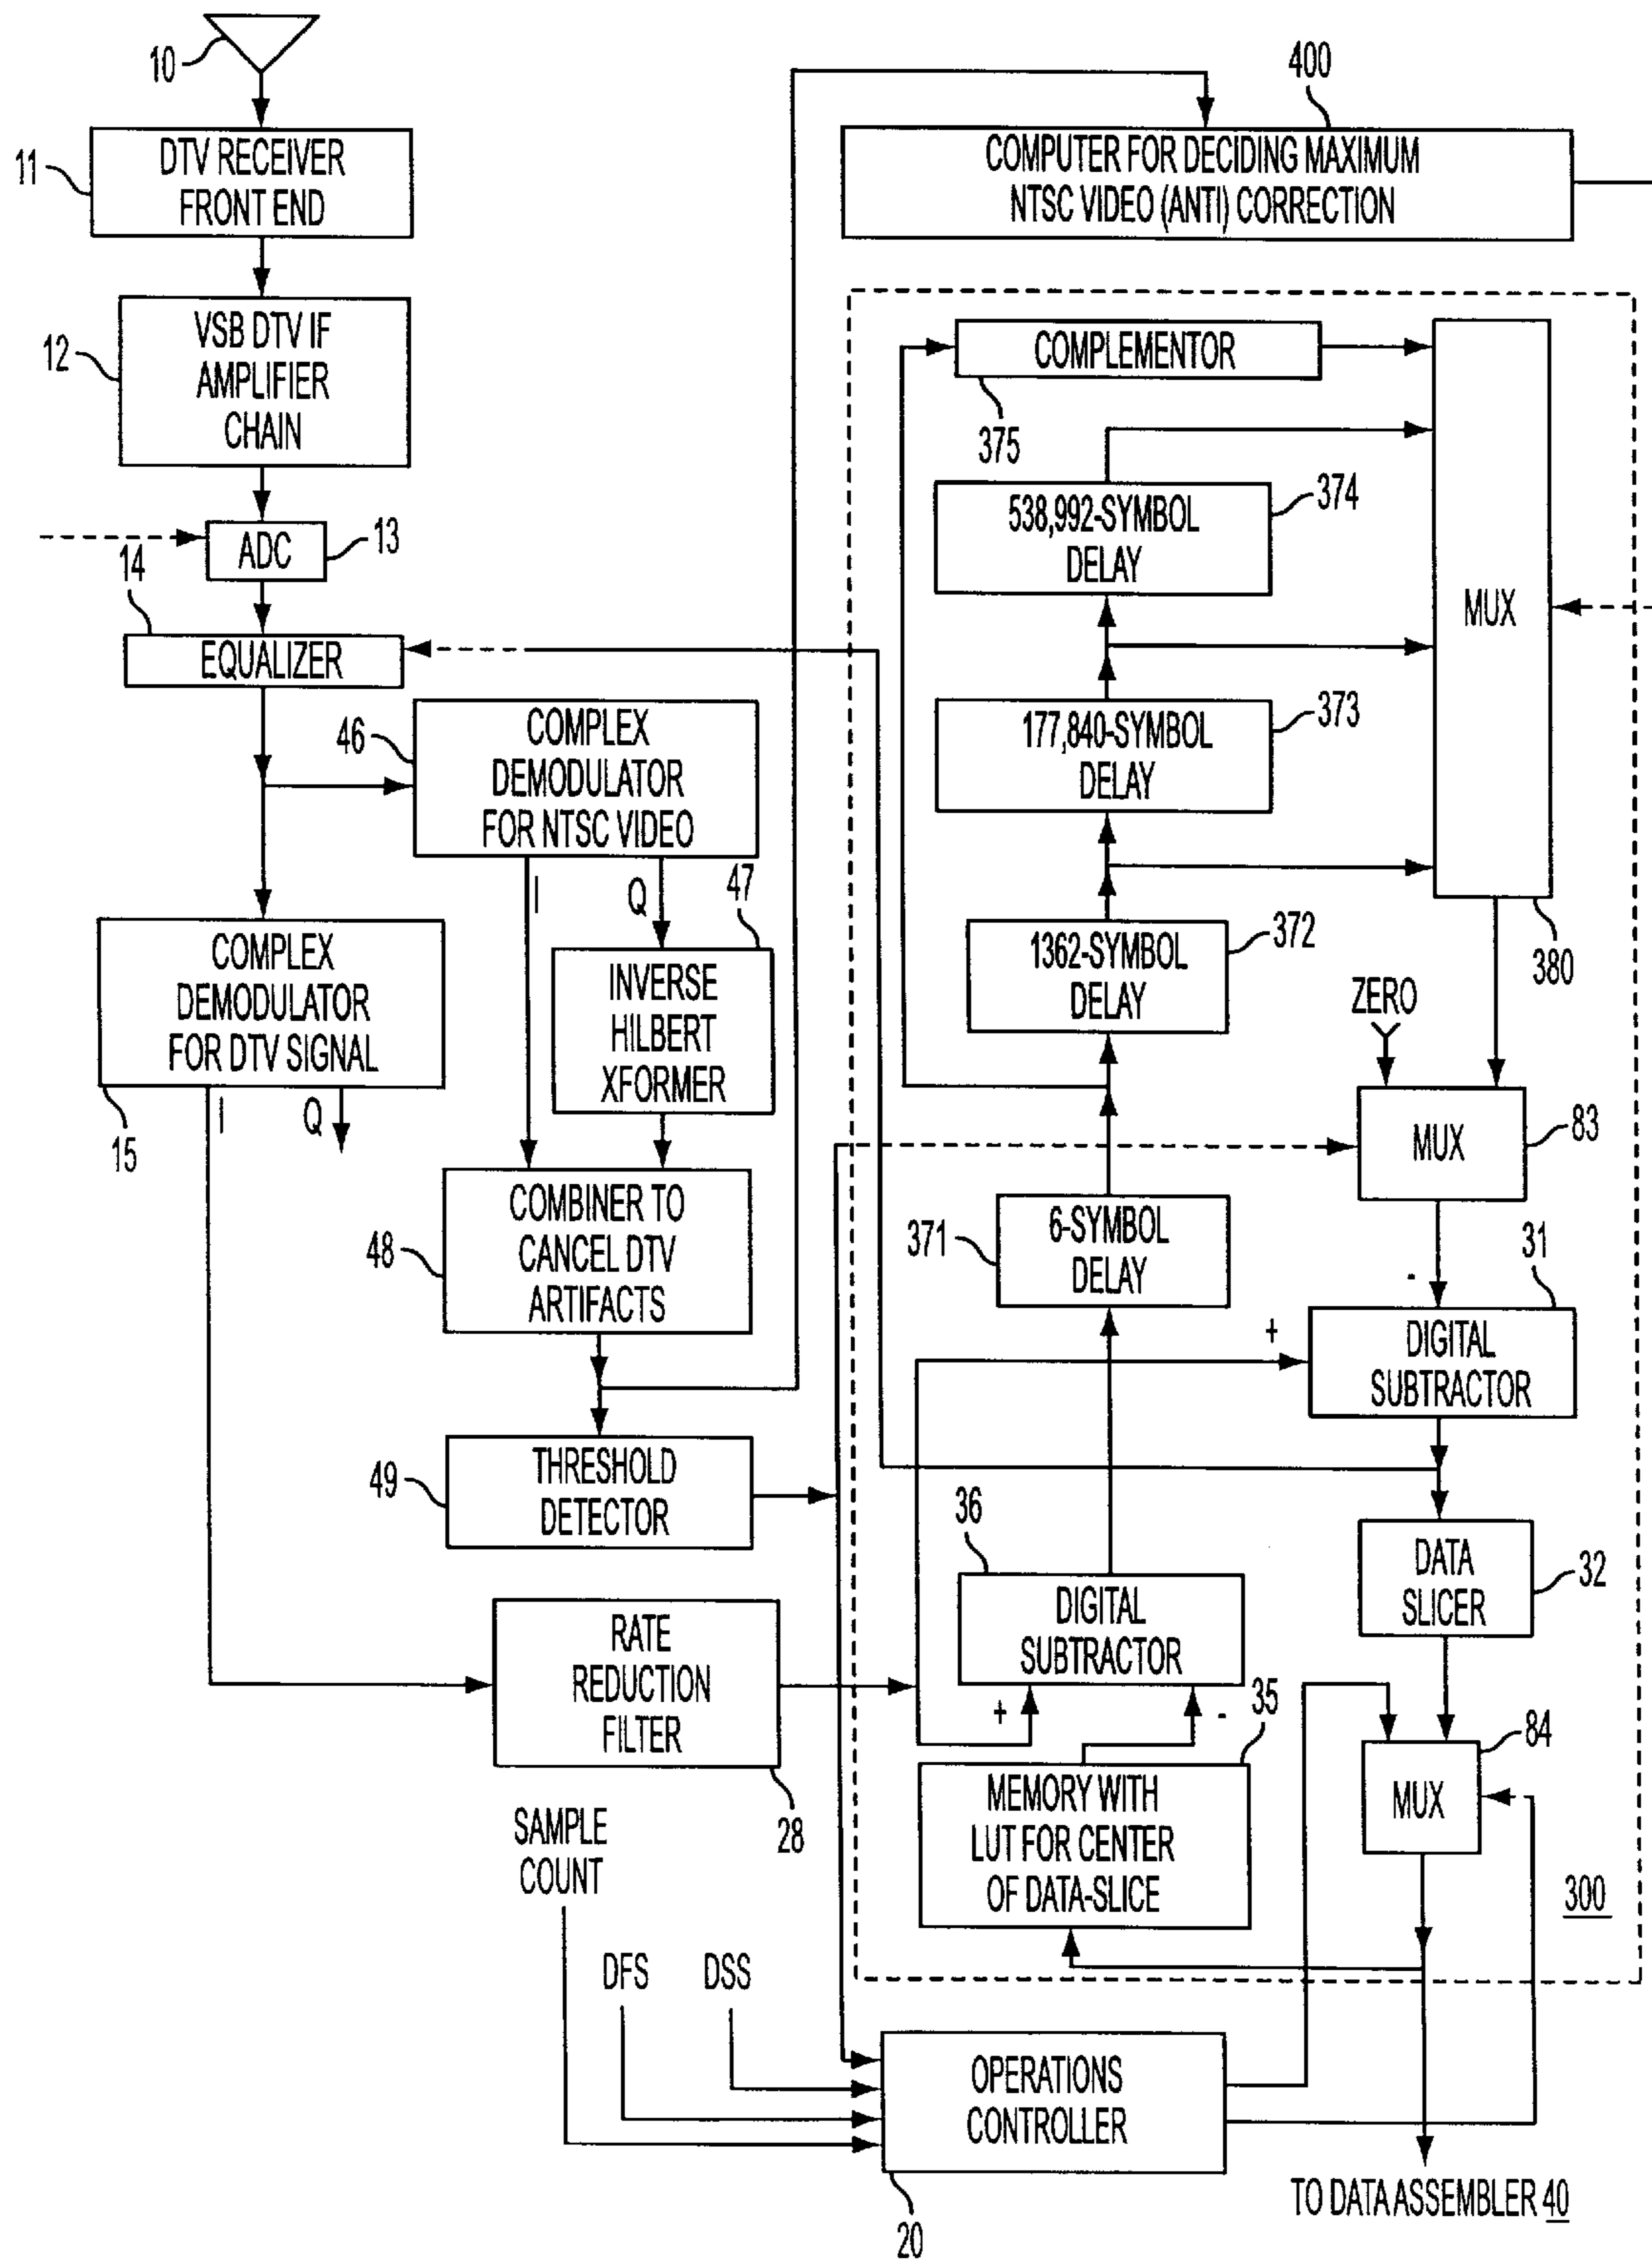 10
11
DTV RECEIVER
FRONT END
12
VSB DTV IF
AMPLIFIER
CHAIN
ADC
13
14
EQUALIZER
46
COMPLEX
DEMODULATOR
FOR NTSC VIDEO
I
Q
47
INVERSE
HILBERT
XFORMER
COMPLEX
DEMODULATOR
FOR DTV SIGNAL
15
I
Q
48
COMBINER TO
CANCEL DTV
ARTIFACTS
49
THRESHOLD
DETECTOR
RATE
REDUCTION
FILTER
28
SAMPLE
COUNT
DFS
DSS
OPERATIONS
CONTROLLER
20
400
COMPUTER FOR DECIDING MAXIMUM
NTSC VIDEO (ANTI) CORRECTION
COMPLEMENTOR
375
538,992-SYMBOL
DELAY
374
177,840-SYMBOL
DELAY
373
1362-SYMBOL
DELAY
372
MUX
380
ZERO
MUX
83
371
6-SYMBOL
DELAY
-
31
+
DIGITAL
SUBTRACTOR
36
DIGITAL
SUBTRACTOR
+
-
DATA
SLICER
32
35
MEMORY WITH
LUT FOR CENTER
OF DATA-SLICE
84
MUX
300
TO DATA ASSEMBLER 40